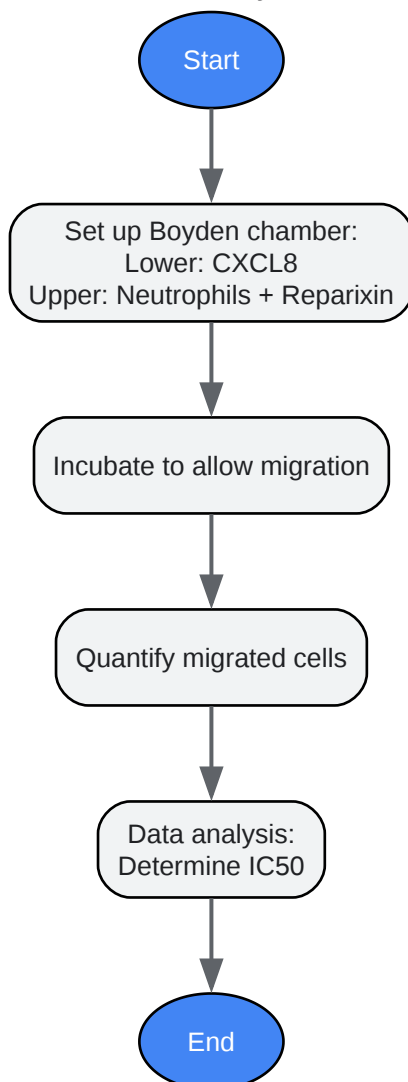 Start
Set up Boyden chamber:
Lower: CXCL8
Upper: Neutrophils + Reparixin
Incubate to allow migration
Quantify migrated cells
Data analysis:
Determine IC50
End